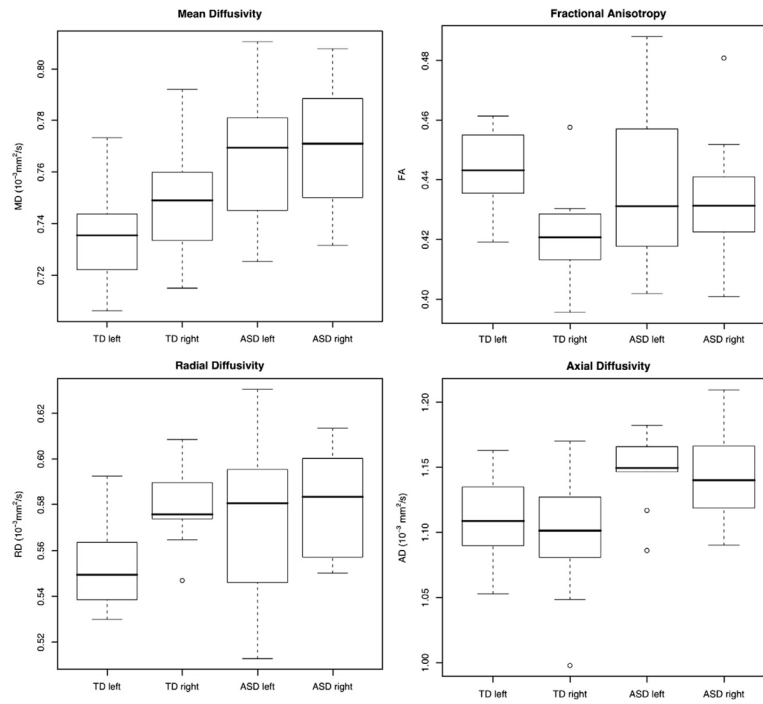 Mean Diffusivity
MD (10⁻³mm²/s)
0.80
0.78
0.76
0.74
0.72
TD left TD right ASD left ASD right
Fractional Anisotropy
FA
0.48
0.46
0.44
0.42
0.40
TD left TD right ASD left ASD right
Radial Diffusivity
RD (10⁻³mm²/s)
0.62
0.60
0.58
0.56
0.54
0.52
TD left TD right ASD left ASD right
Axial Diffusivity
AD (10⁻³ mm²/s)
1.20
1.15
1.10
1.05
1.00
TD left TD right ASD left ASD right